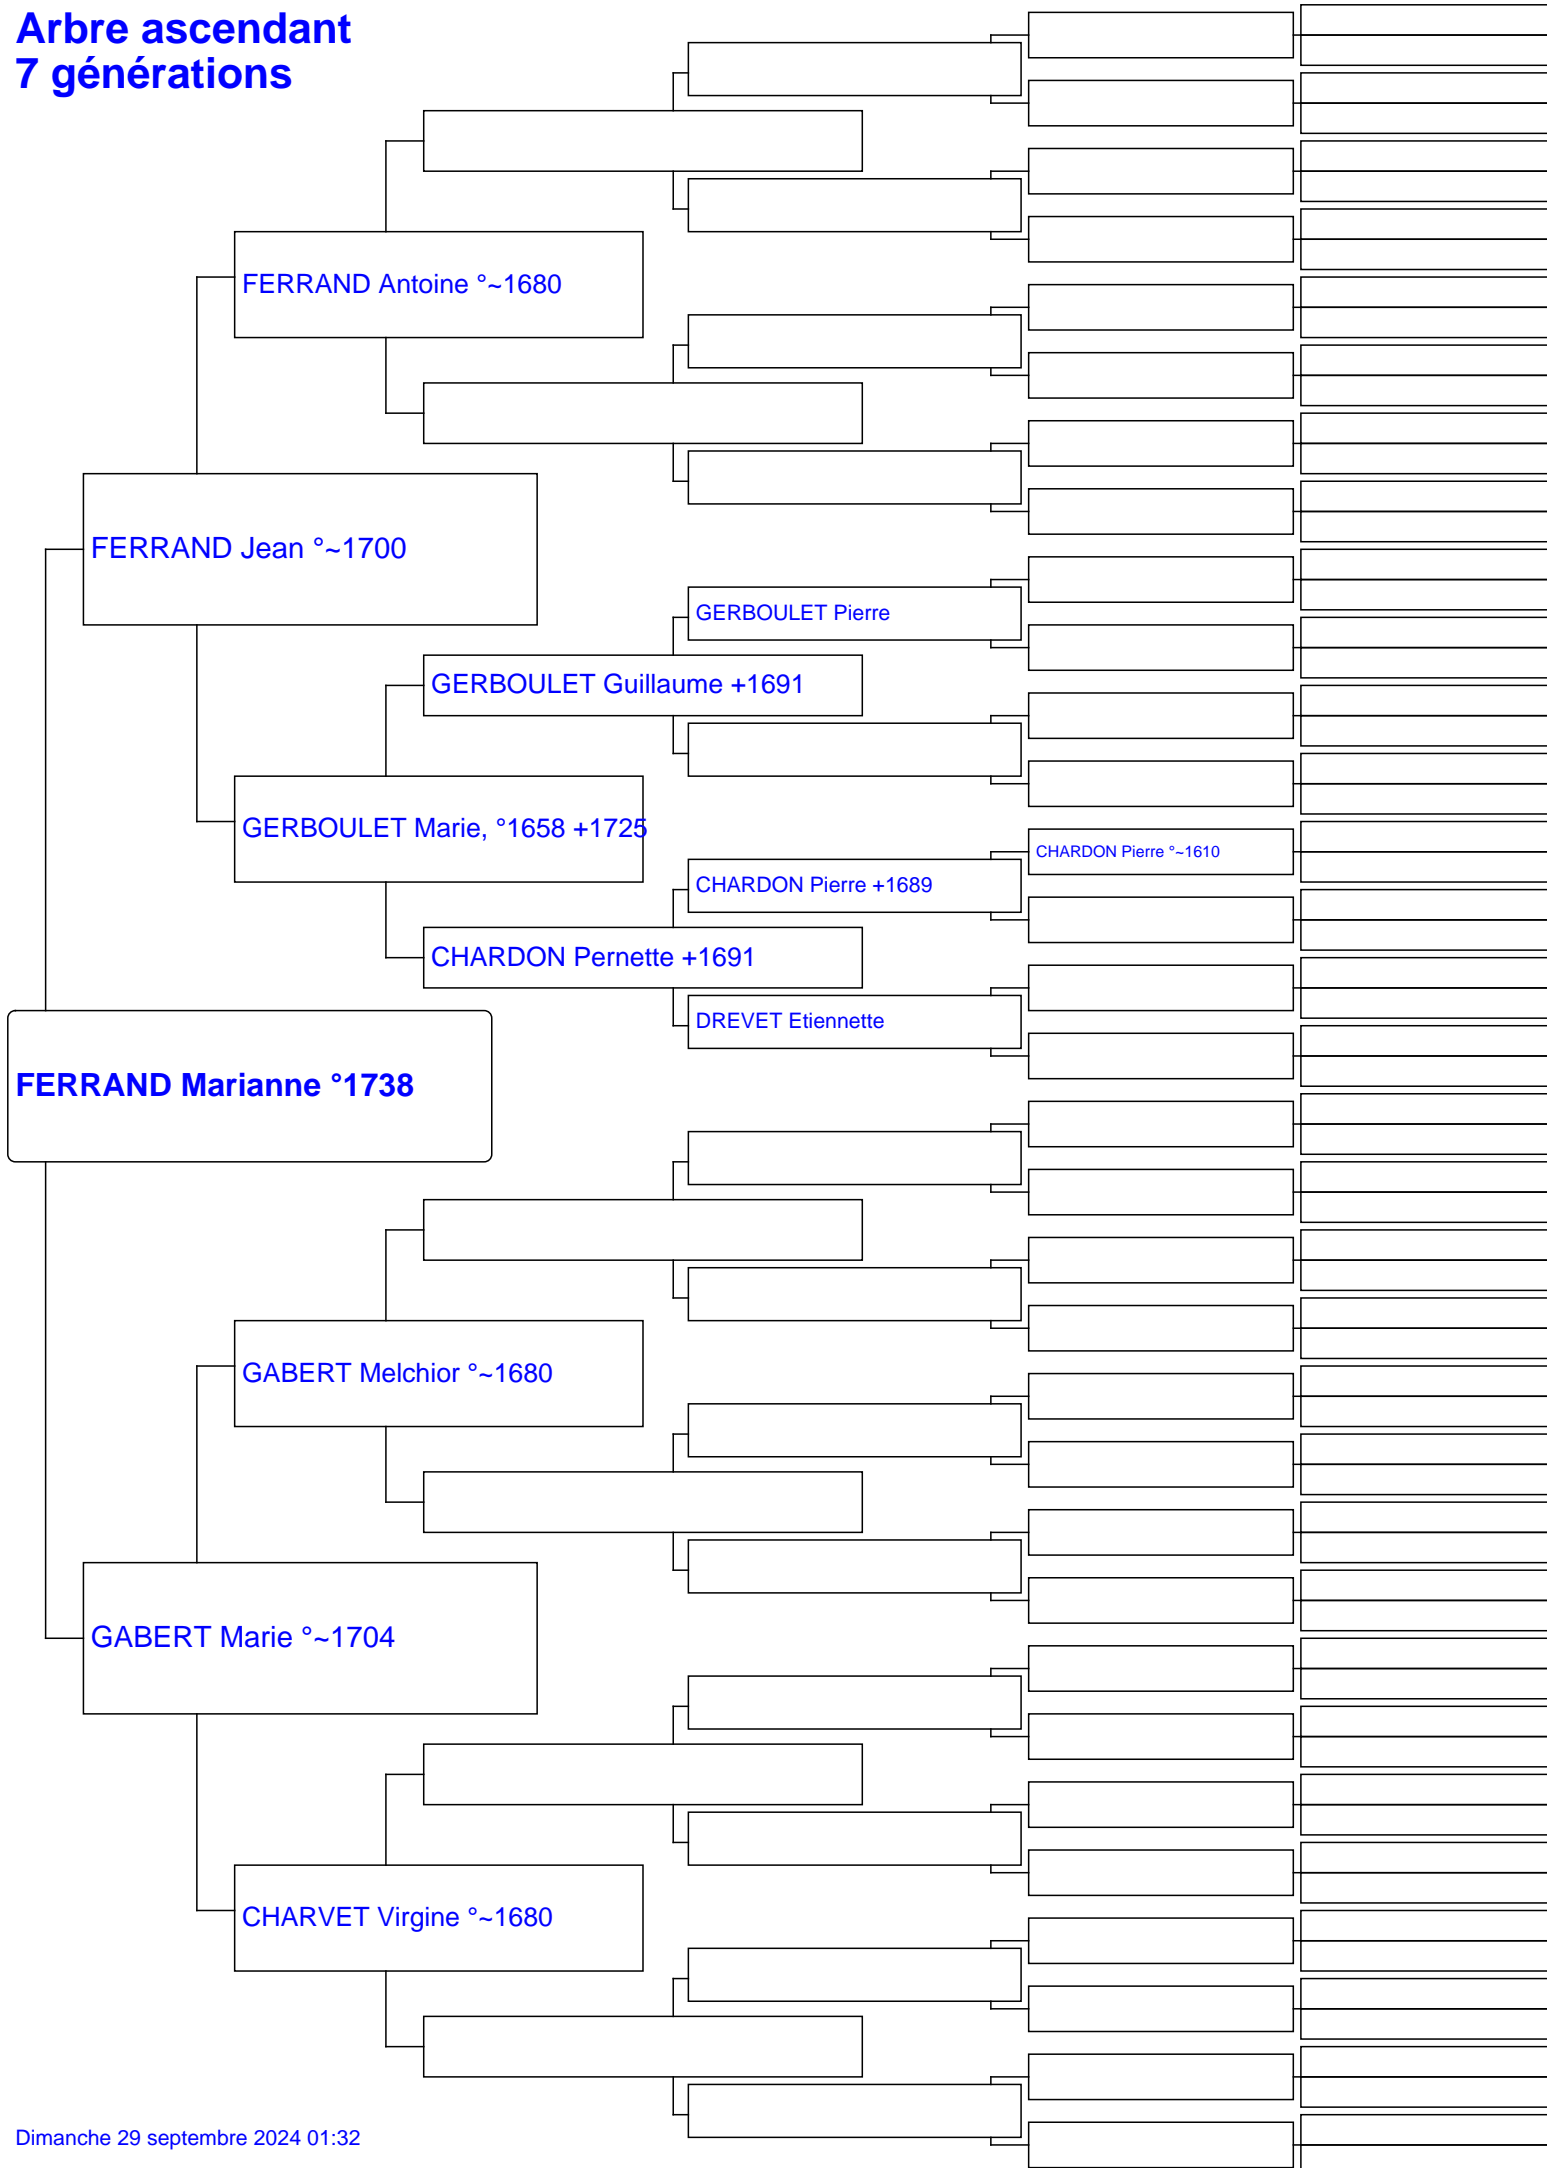 Arbre ascendant
7 générations
FERRAND Antoine °~1680
FERRAND Jean °~1700
GERBOULET Pierre
GERBOULET Guillaume +1691
GERBOULET Marie, °1658 +1725
CHARDON Pierre °~1610
CHARDON Pierre +1689
CHARDON Pernette +1691
DREVET Etiennette
FERRAND Marianne °1738
GABERT Melchior °~1680
GABERT Marie °~1704
CHARVET Virgine °~1680
Dimanche 29 septembre 2024 01:32